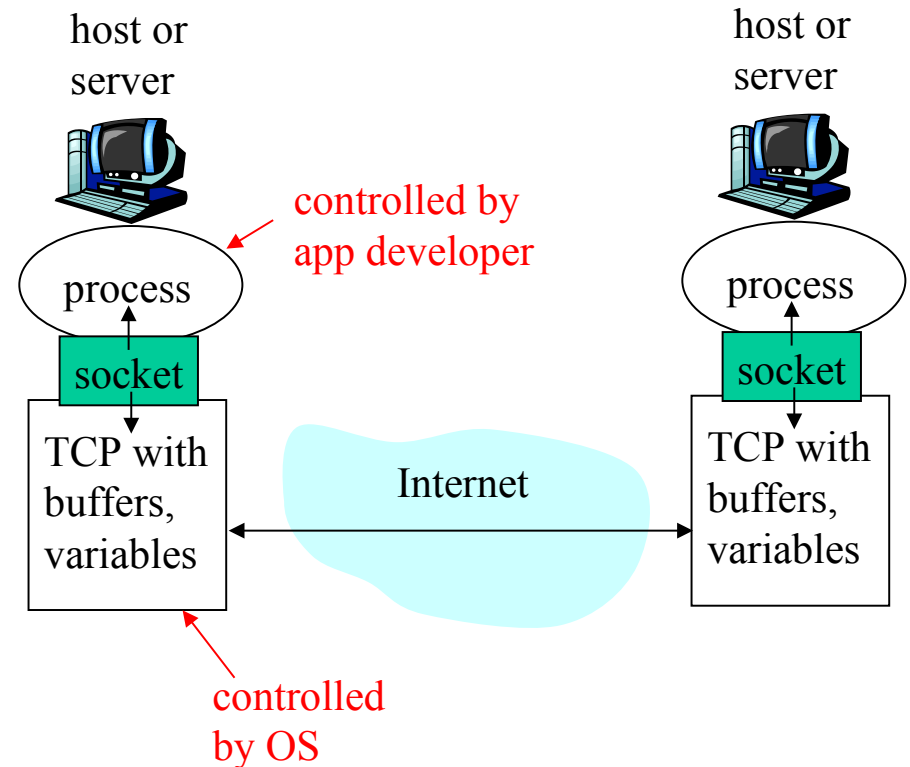 host or
server
host or
server
controlled by
app developer
process
process
socket
socket
TCP with
buffers,
variables
Internet
TCP with
buffers,
variables
controlled
by OS